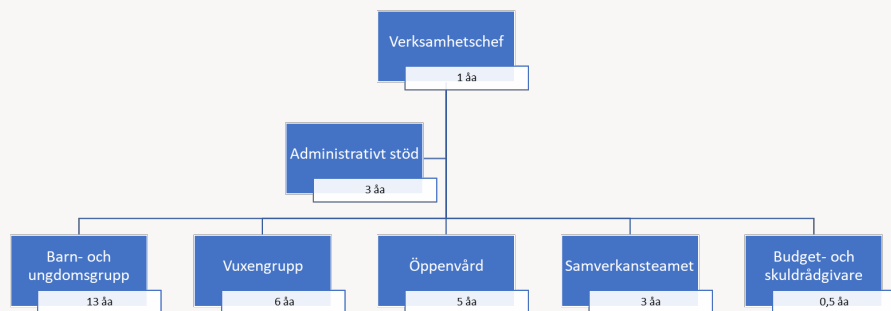 Verksamhetschef
1 åa
Administrativt stöd
3 åa
Barn- och
ungdomsgrupp
13 åa
Vuxengrupp
6 åa
Öppenvård
5 åa
Samverkansteamet
3 åa
Budget- och
skuldrådgivare
0,5 åa